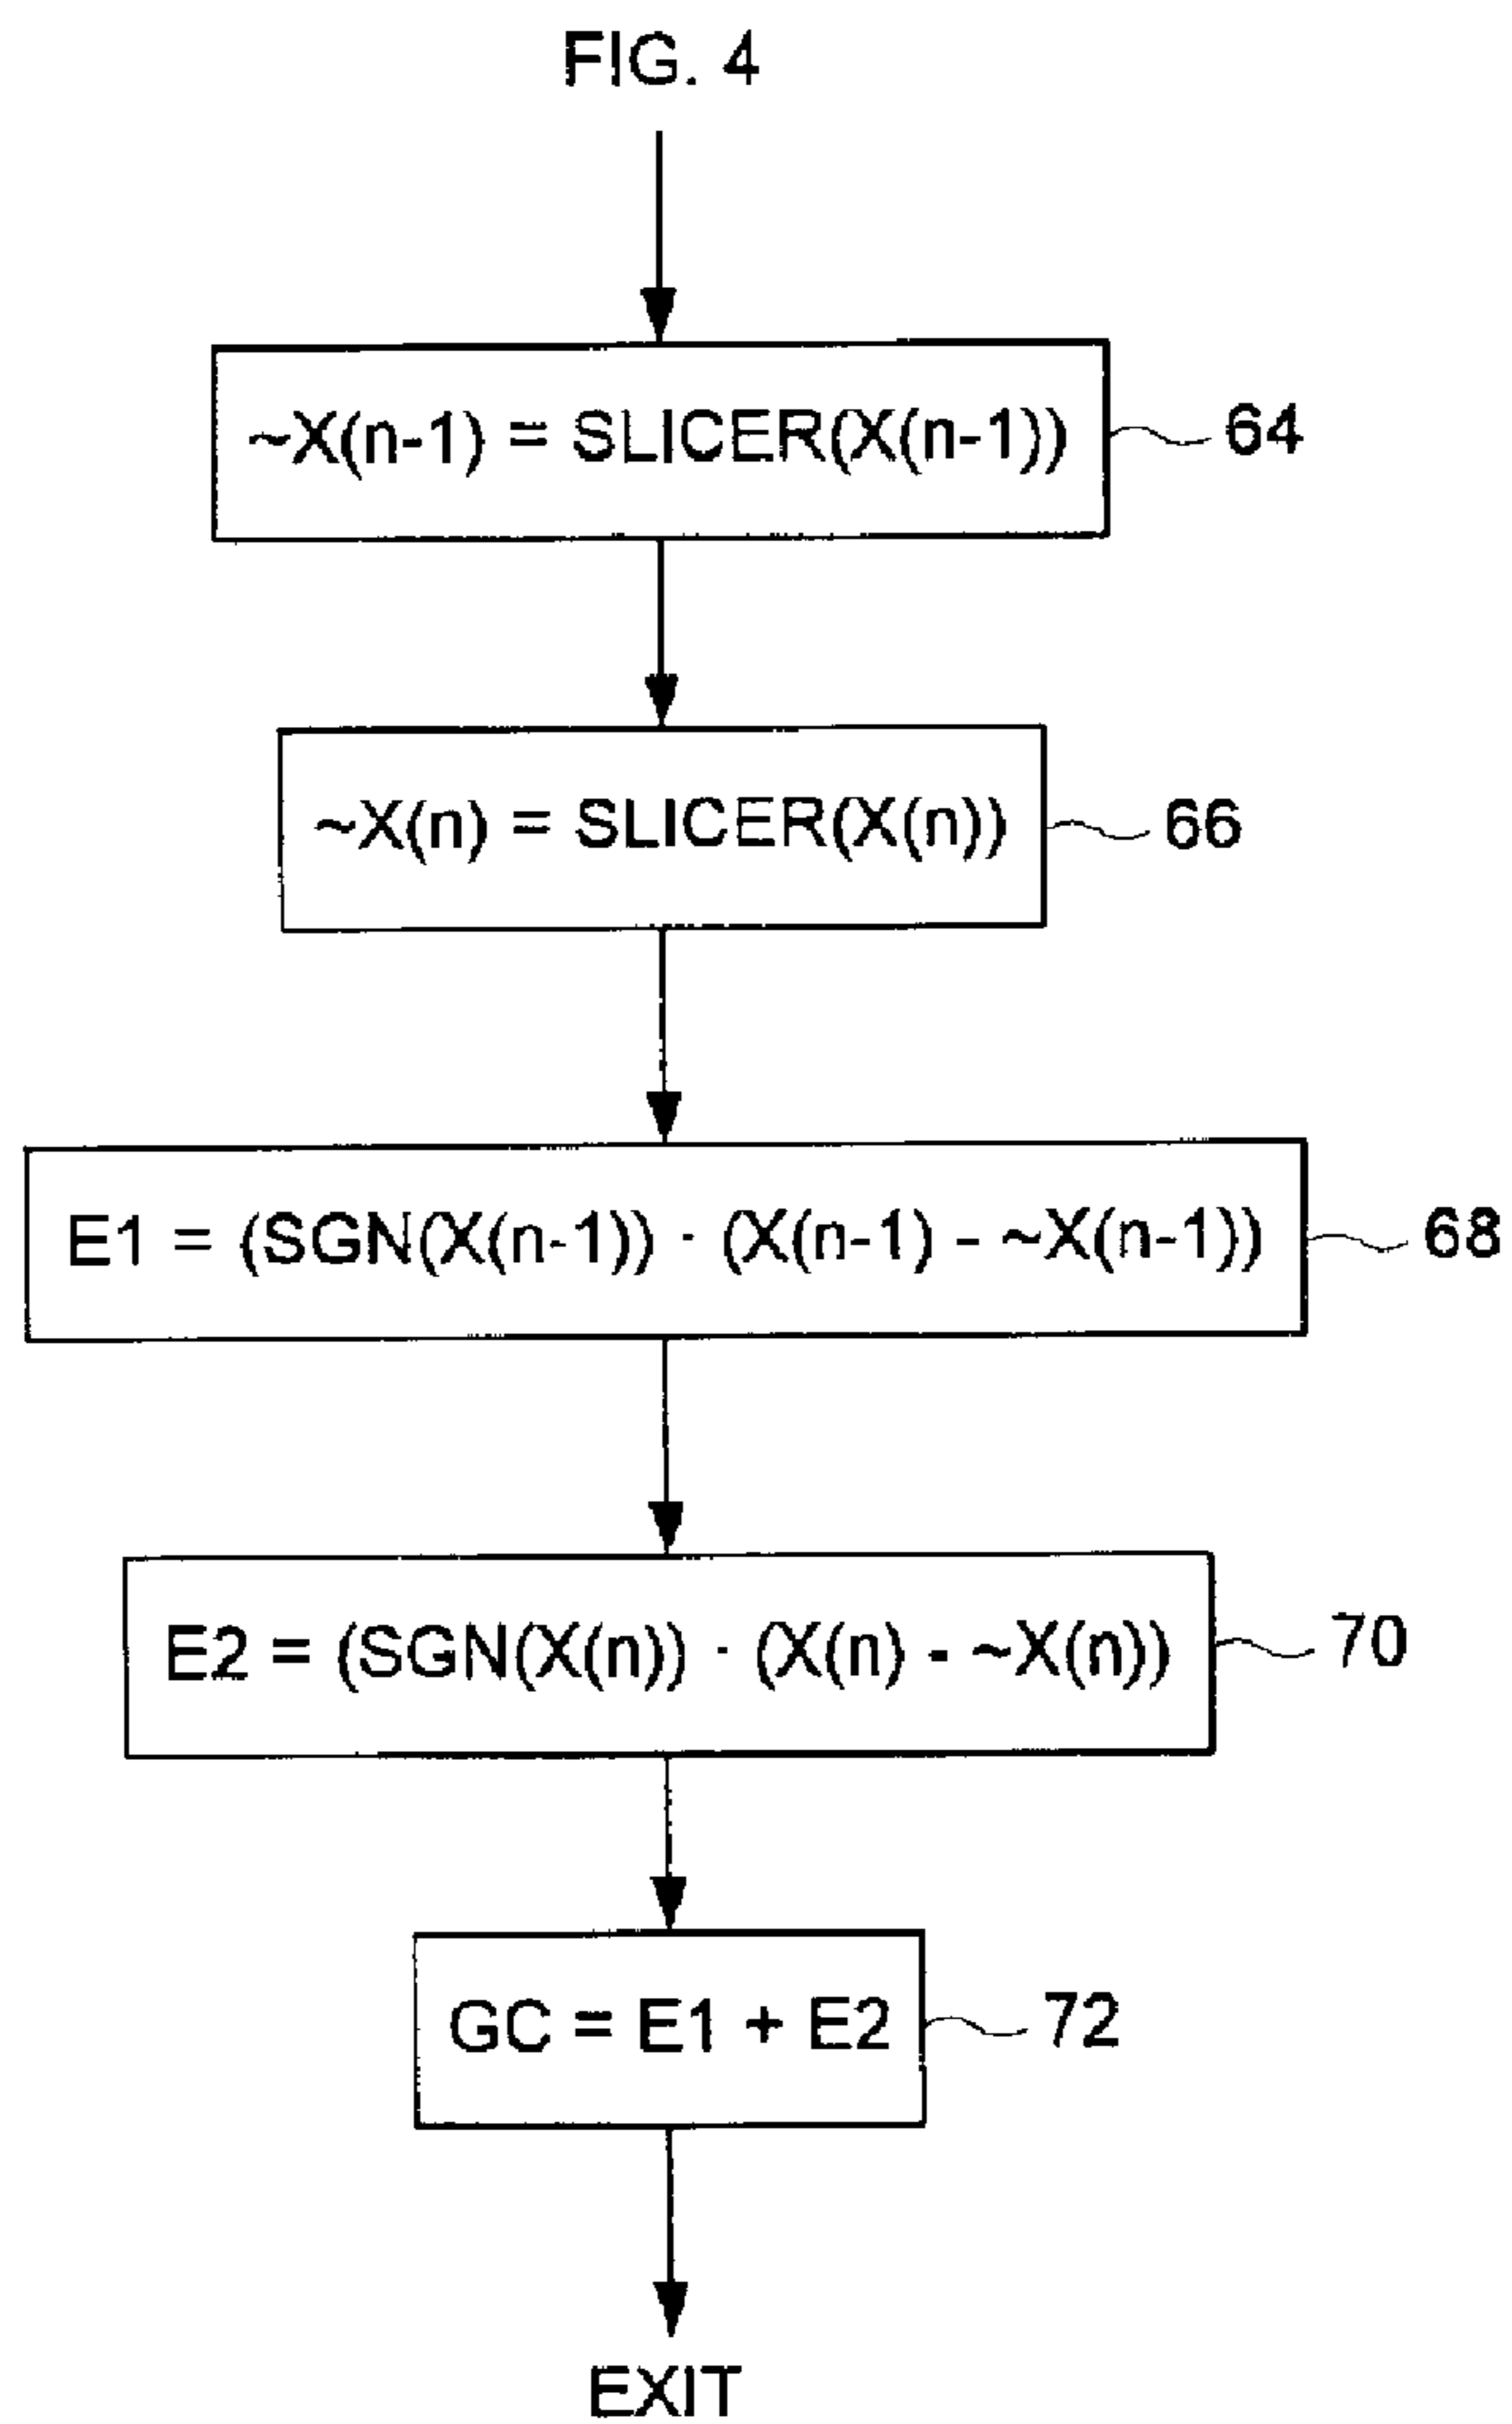 FIG. 4
~X(n-1) = SLICER(X(n-1))
64
~X(n) = SLICER(X(n))
66
E1 = (SGN(X(n-1)) · (X(n-1) - ~X(n-1))
68
E2 = (SGN(X(n)) · (X(n) - ~X(n))
70
GC = E1 + E2
72
EXIT